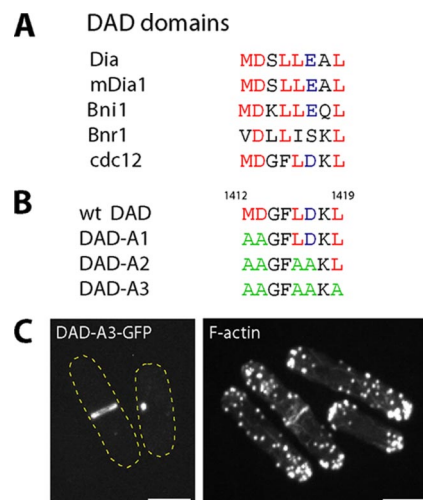 A DAD domains
Dia MDSLLEAL
mDia1 MDSLLEAL
Bni1 MDKLLEQL
Bnr1 VDLLISKL
cdc12 MDGFLDKL
1412 1419
B
wt DAD MDGFLDKL
DAD-A1 AAGFLDKL
DAD-A2 AAGFAAKL
DAD-A3 AAGFAAKA
C DAD-A3-GFP F-actin